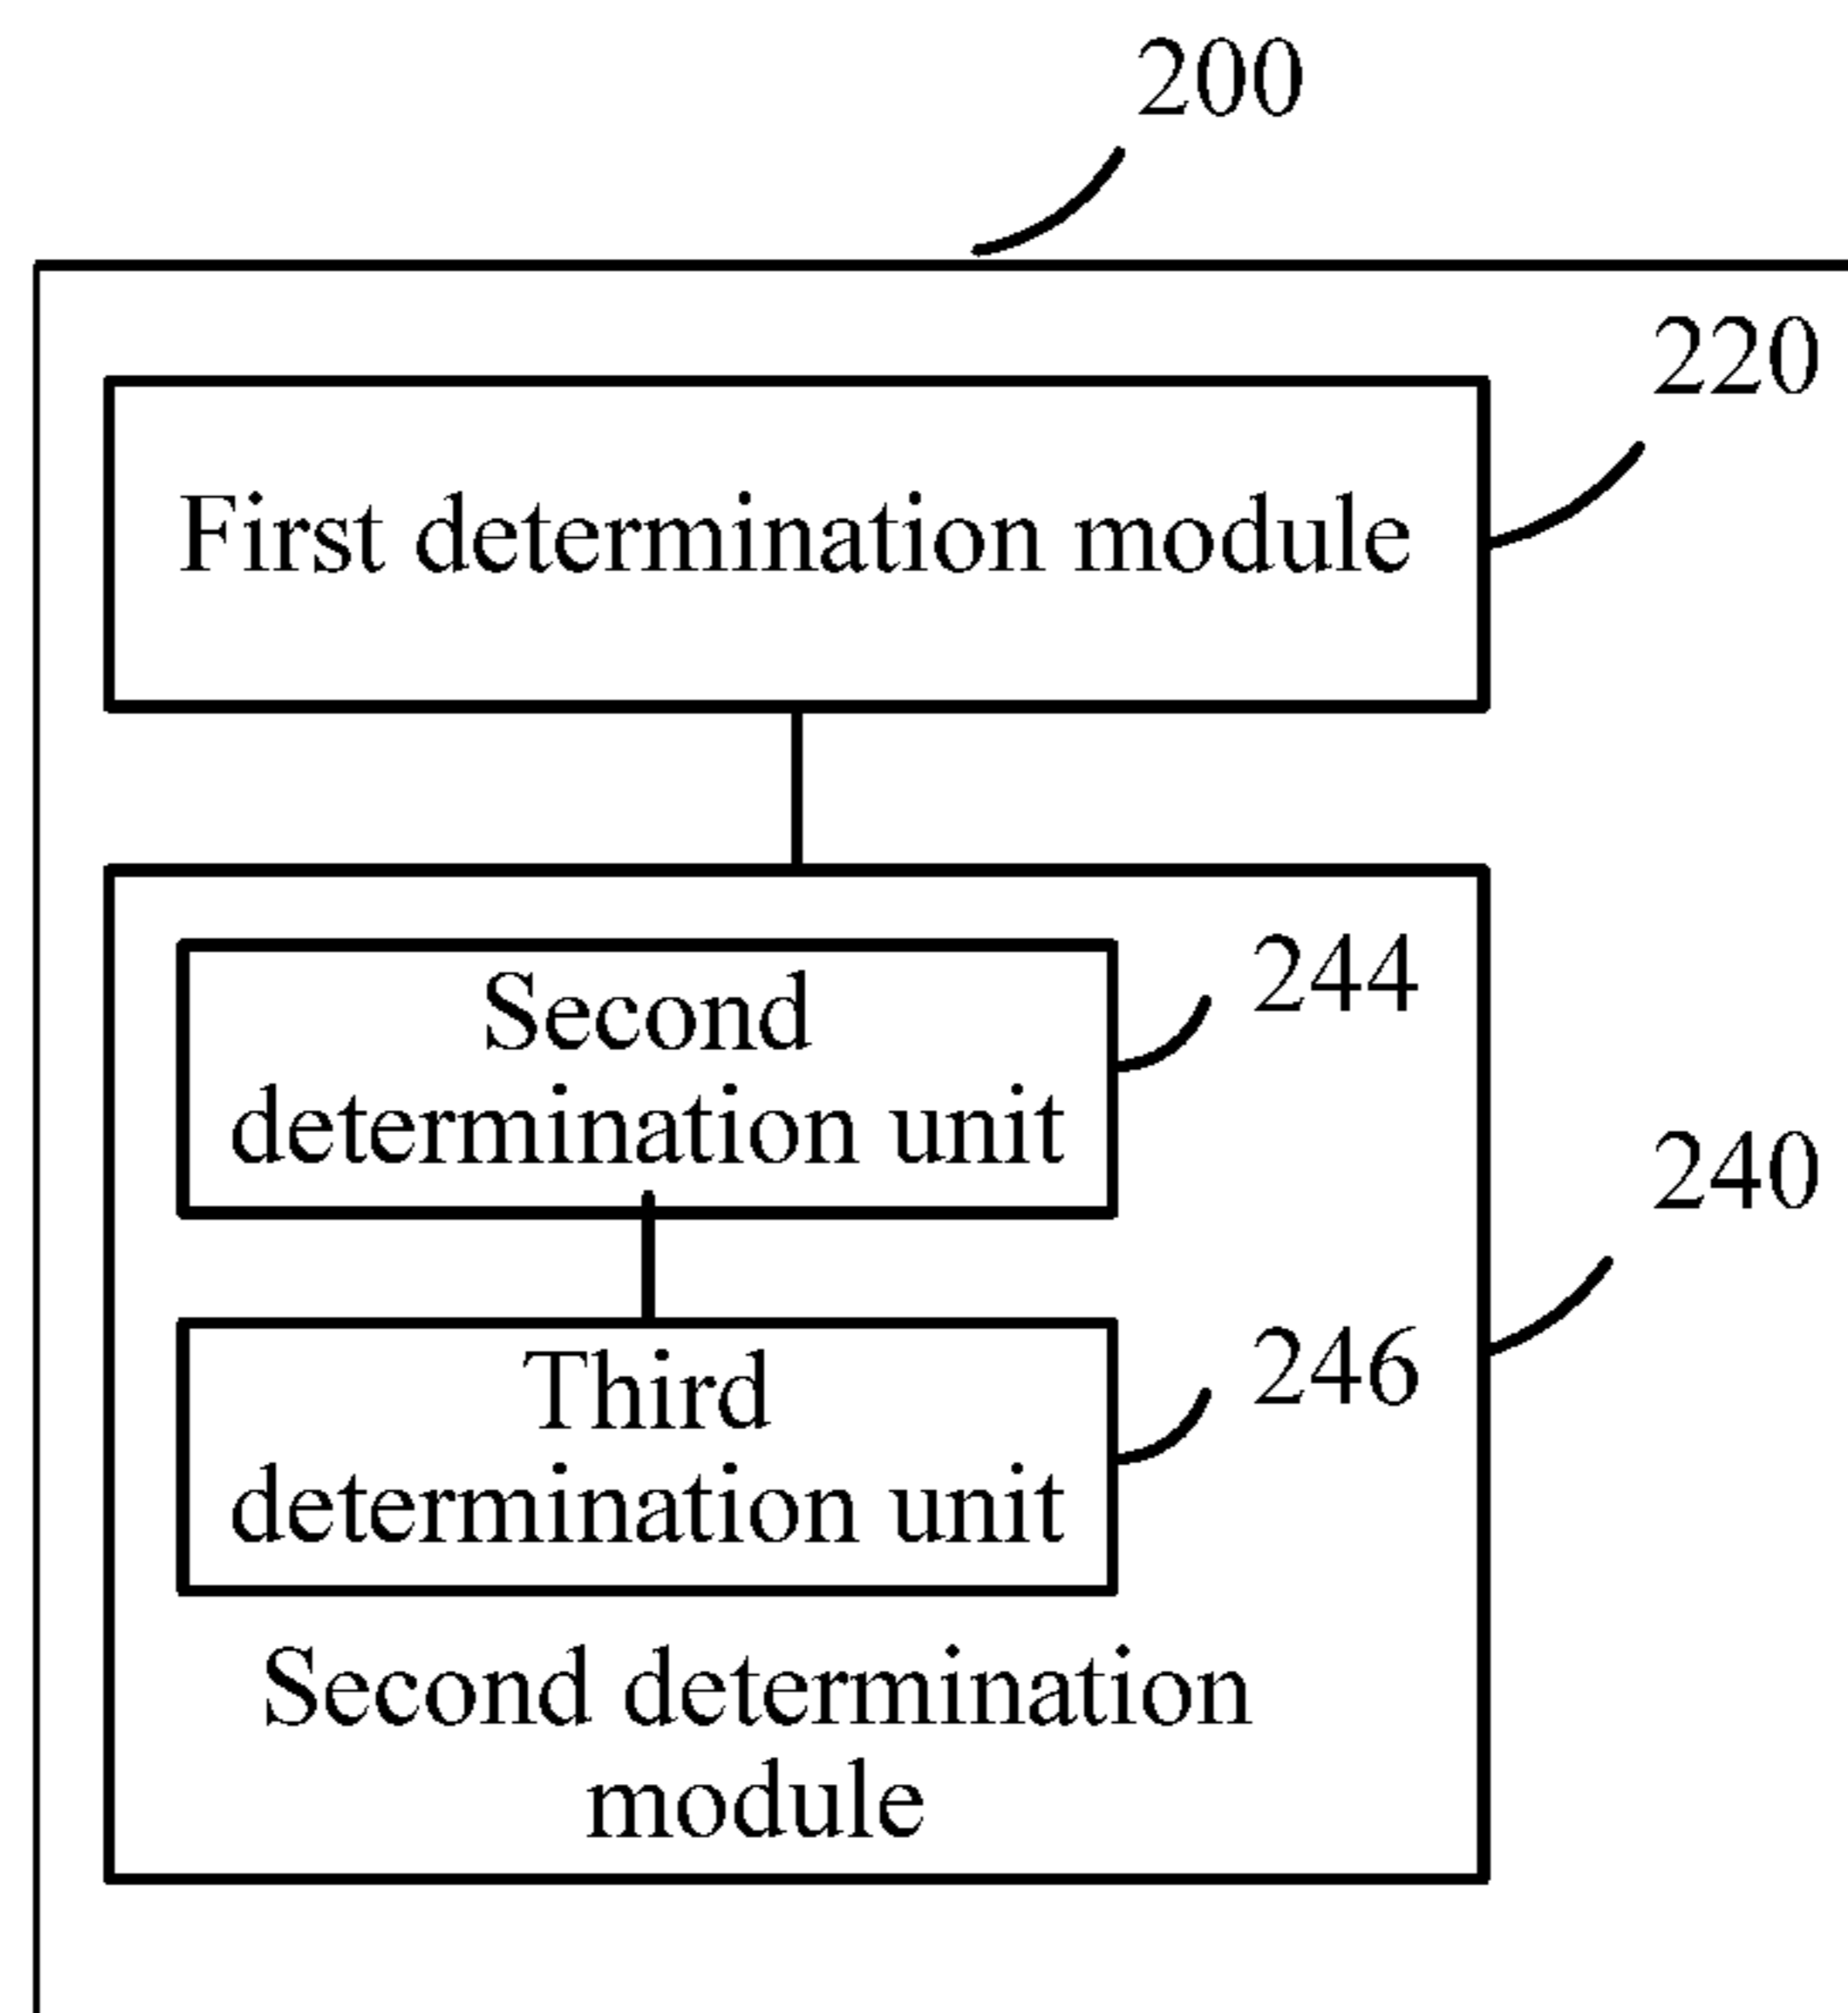 200
220
First determination module
244
Second
determination unit
240
246
Third
determination unit
Second determination
module